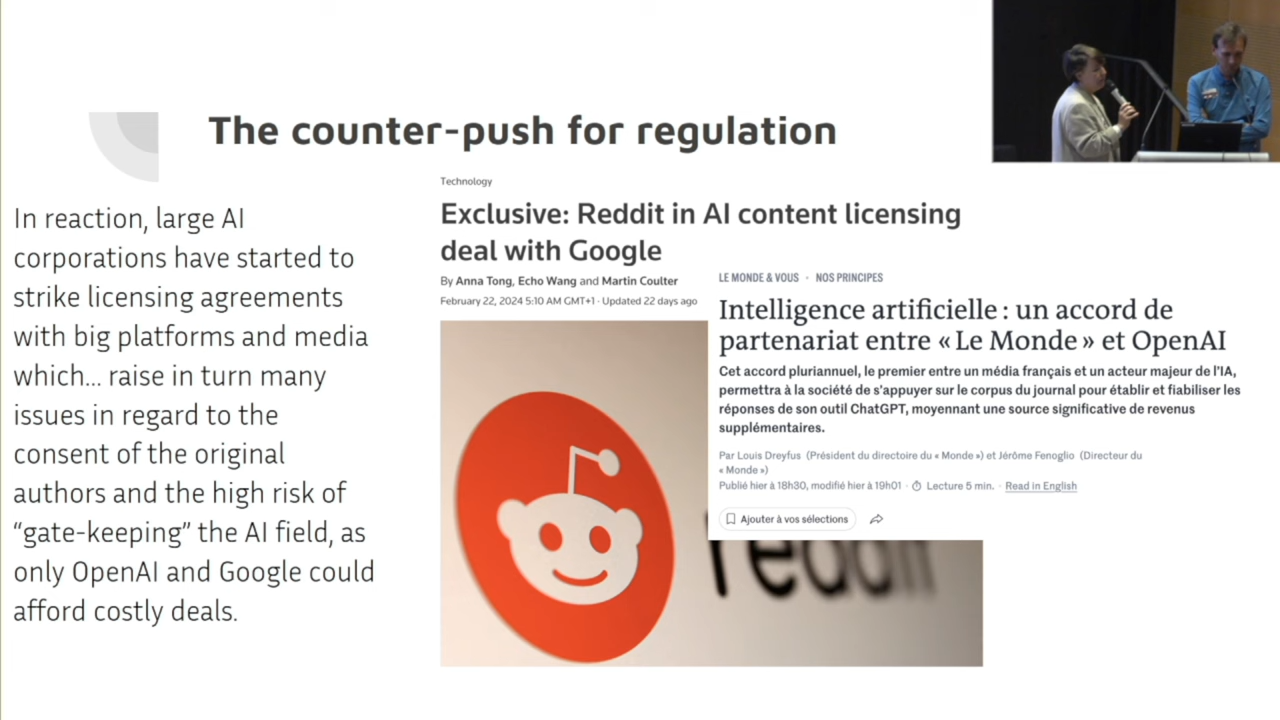 The counter-push for regulation
In reaction, large AI
corporations have started to
strike licensing agreements
with big platforms and media
which... raise in turn many
issues in regard to the
consent of the original
authors and the high risk of
“gate-keeping” the AI field, as
only OpenAI and Google could
afford costly deals.
Technology
Exclusive: Reddit in AI content licensing
deal with Google
By Anna Tong, Echo Wang and Martin Coulter
February 22, 2024 5:10 AM GMT+1 · Updated 22 days ago
LE MONDE & VOUS · NOS PRINCIPES
Intelligence artificielle : un accord de
partenariat entre « Le Monde » et OpenAI
Cet accord pluriannuel, le premier entre un média français et un acteur majeur de l’IA,
permettra à la société de s’appuyer sur le corpus du journal pour établir et fiabiliser les
réponses de son outil ChatGPT, moyennant une source significative de revenus
supplémentaires.
Par Louis Dreyfus (Président du directoire du « Monde ») et Jérôme Fenoglio (Directeur du
« Monde »)
Publié hier à 18h30, modifié hier à 19h01 · Lecture 5 min. · Read in English
Ajouter à vos sélections
reddit